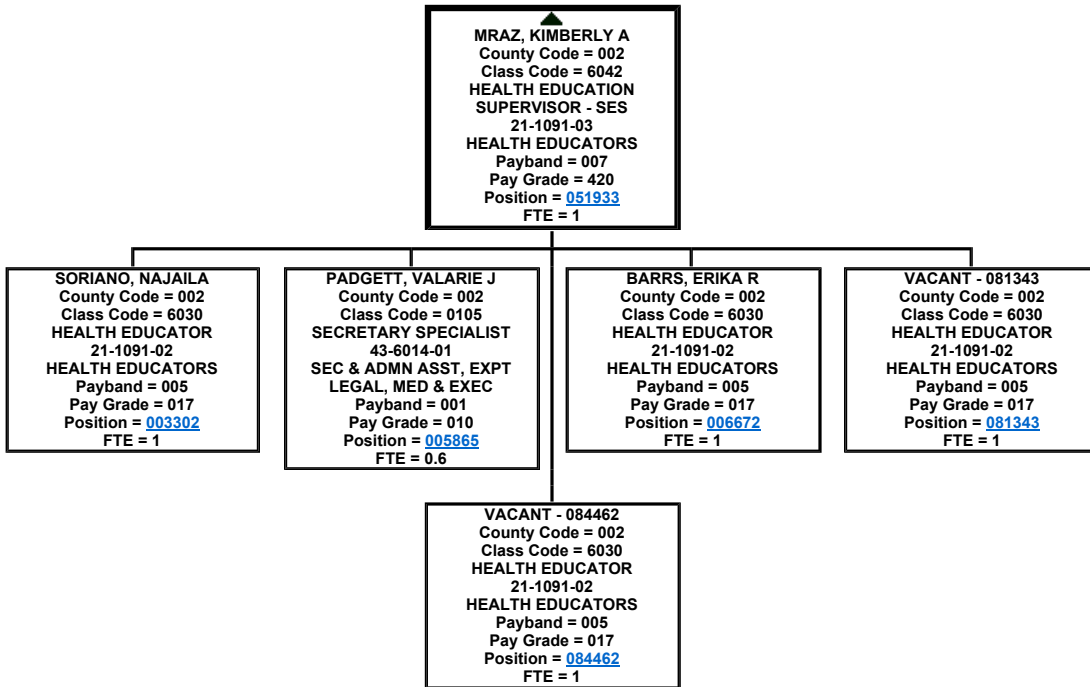 MRAZ, KIMBERLY A
County Code = 002
Class Code = 6042
HEALTH EDUCATION
SUPERVISOR - SES
21-1091-03
HEALTH EDUCATORS
Payband = 007
Pay Grade = 420
Position = 051933
FTE = 1
SORIANO, NAJAILA
County Code = 002
Class Code = 6030
HEALTH EDUCATOR
21-1091-02
HEALTH EDUCATORS
Payband = 005
Pay Grade = 017
Position = 003302
FTE = 1
PADGETT, VALARIE J
County Code = 002
Class Code = 0105
SECRETARY SPECIALIST
43-6014-01
SEC & ADMN ASST, EXPT
LEGAL, MED & EXEC
Payband = 001
Pay Grade = 010
Position = 005865
FTE = 0.6
BARRS, ERIKA R
County Code = 002
Class Code = 6030
HEALTH EDUCATOR
21-1091-02
HEALTH EDUCATORS
Payband = 005
Pay Grade = 017
Position = 006672
FTE = 1
VACANT - 081343
County Code = 002
Class Code = 6030
HEALTH EDUCATOR
21-1091-02
HEALTH EDUCATORS
Payband = 005
Pay Grade = 017
Position = 081343
FTE = 1
VACANT - 084462
County Code = 002
Class Code = 6030
HEALTH EDUCATOR
21-1091-02
HEALTH EDUCATORS
Payband = 005
Pay Grade = 017
Position = 084462
FTE = 1